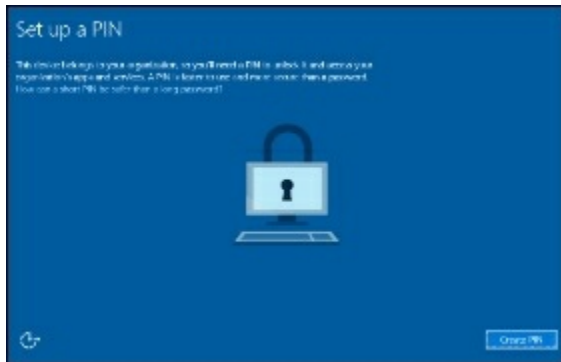 Set up a PIN
This device belongs to your organization, so you'll need a PIN to unlock it and access your
organization's apps and services. A PIN is faster to use and more secure than a password.
How can a short PIN be safer than a long password?
Create PIN